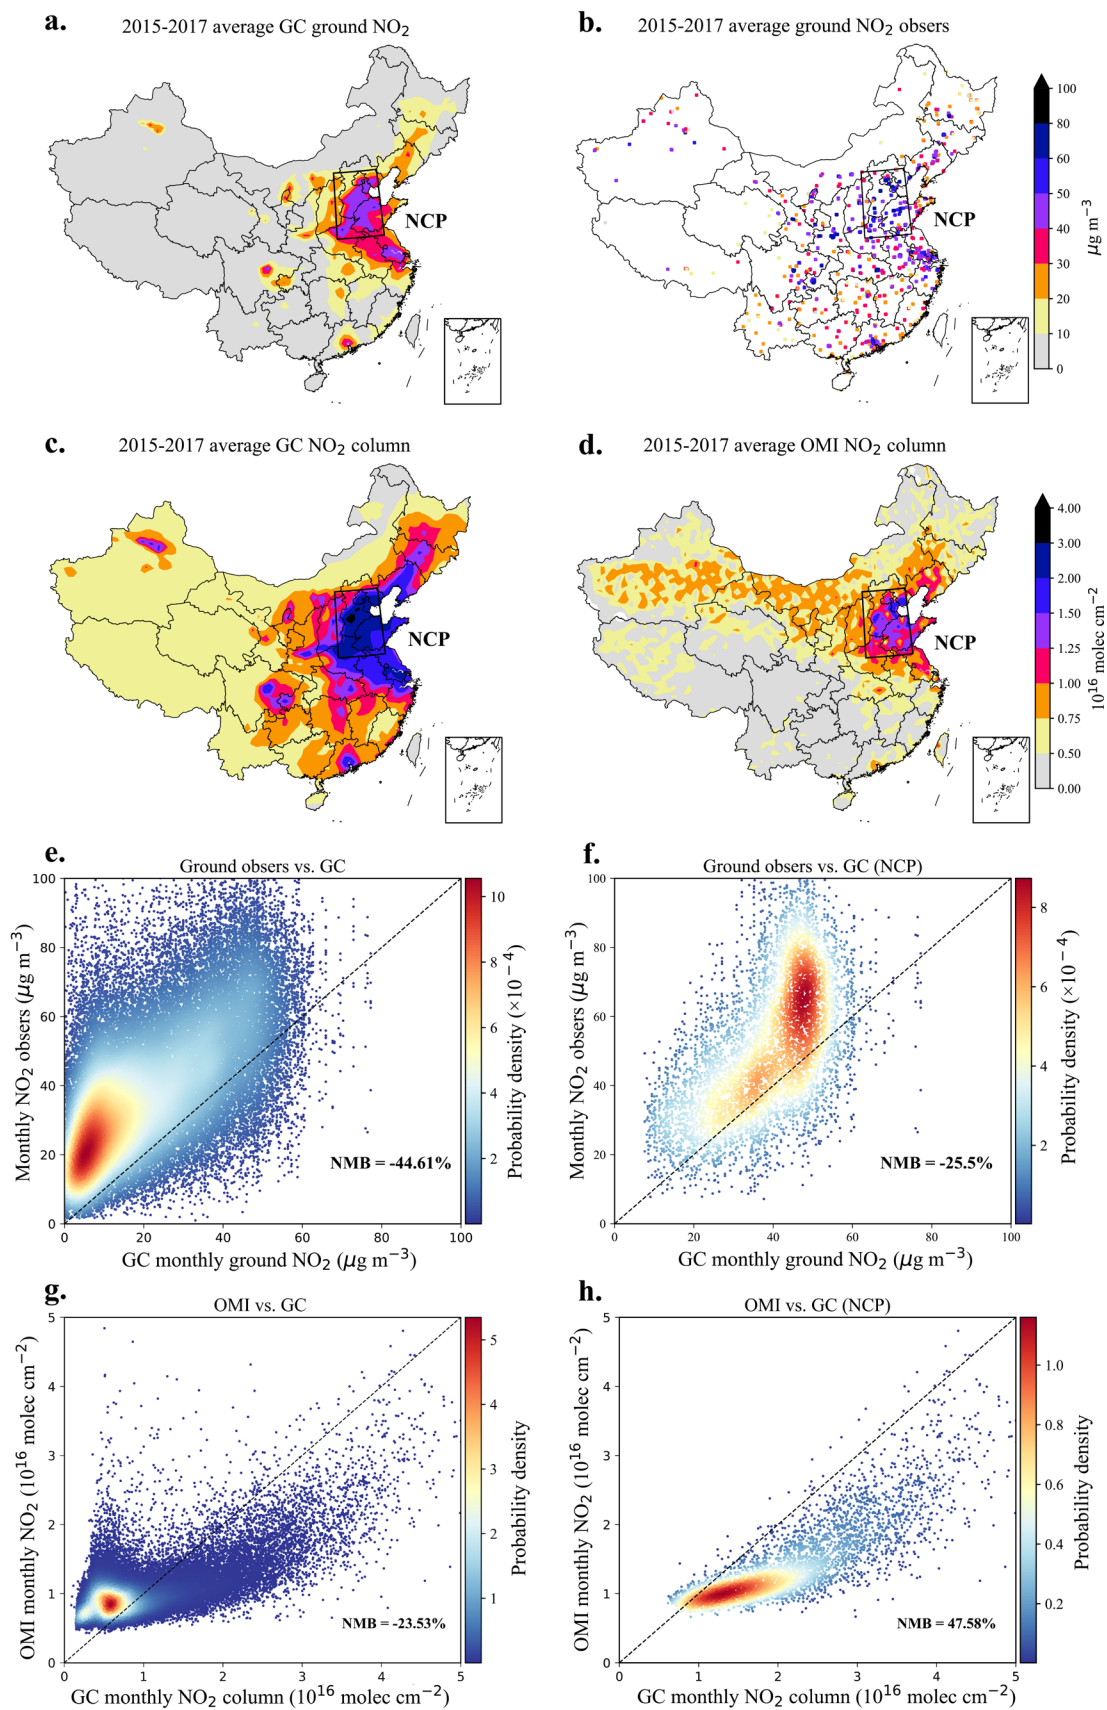 a.
2015-2017 average GC ground NO₂
NCP
b.
2015-2017 average ground NO₂ obsers
NCP
100
80
60
50
40
30
20
10
0
μg m⁻³
c.
2015-2017 average GC NO₂ column
NCP
d.
2015-2017 average OMI NO₂ column
NCP
4.00
3.00
2.00
1.50
1.25
1.00
0.75
0.50
0.00
10¹⁶ molec cm⁻²
e.
Ground obsers vs. GC
Monthly NO₂ obsers (μg m⁻³)
100
80
60
40
20
0
NMB = -44.61%
0 20 40 60 80 100
GC monthly ground NO₂ (μg m⁻³)
10
8
6
4
2
Probability density (×10⁻⁴)
f.
Ground obsers vs. GC (NCP)
Monthly NO₂ obsers (μg m⁻³)
100
80
60
40
20
0
NMB = -25.5%
0 20 40 60 80 100
GC monthly ground NO₂ (μg m⁻³)
8
6
4
2
Probability density (×10⁻⁴)
g.
OMI vs. GC
OMI monthly NO₂ (10¹⁶ molec cm⁻²)
5
4
3
2
1
0
NMB = -23.53%
0 1 2 3 4 5
GC monthly NO₂ column (10¹⁶ molec cm⁻²)
5
4
3
2
1
Probability density
h.
OMI vs. GC (NCP)
OMI monthly NO₂ (10¹⁶ molec cm⁻²)
5
4
3
2
1
0
NMB = 47.58%
0 1 2 3 4 5
GC monthly NO₂ column (10¹⁶ molec cm⁻²)
1.0
0.8
0.6
0.4
0.2
Probability density